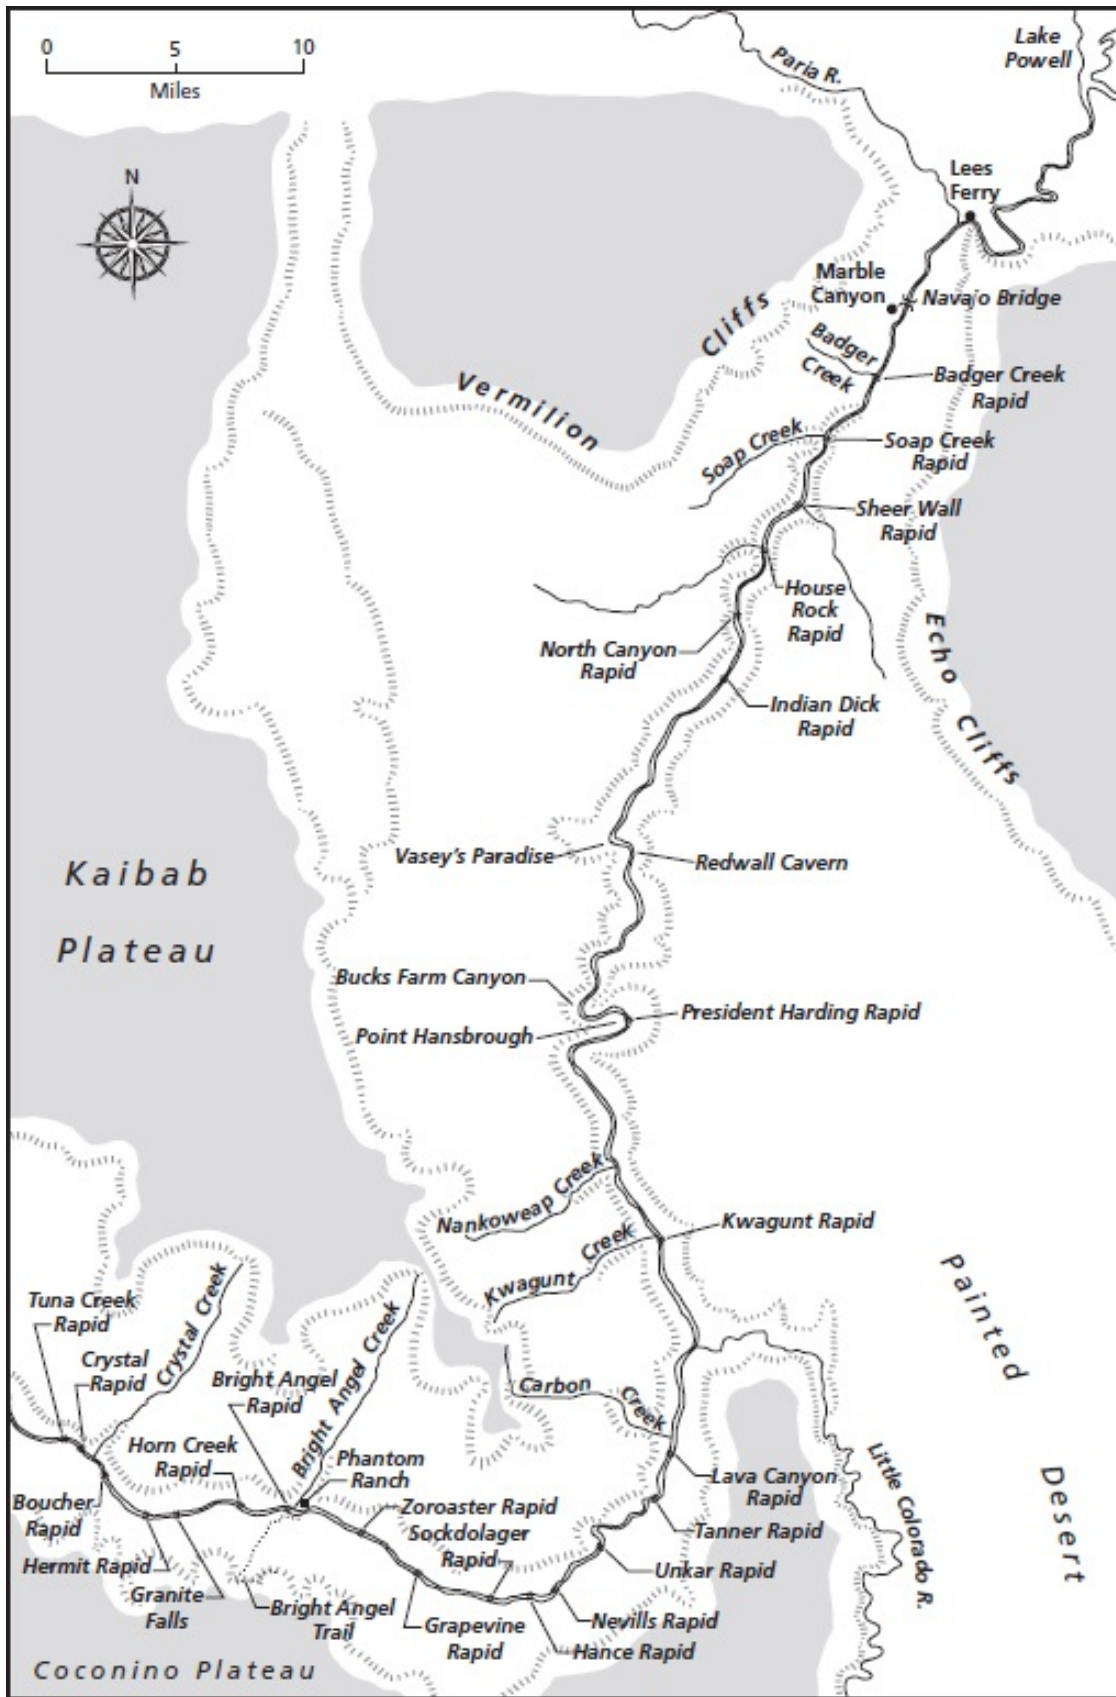 0 5 10
Miles
N
Paria R.
Lake
Powell
Lees
Ferry
Marble
Canyon
Navajo Bridge
Vermilion Cliffs
Badger
Creek
Badger Creek
Rapid
Soap Creek
Soap Creek
Rapid
Sheer Wall
Rapid
House
Rock
Rapid
North Canyon
Rapid
Echo Cliffs
Indian Dick
Rapid
Vasey's Paradise
Redwall Cavern
Kaibab
Plateau
Bucks Farm Canyon
President Harding Rapid
Point Hansbrough
Nankoweap Creek
Kwagunt Creek
Kwagunt Rapid
Painted
Desert
Tuna Creek
Rapid
Crystal
Rapid
Crystal Creek
Bright Angel
Rapid
Bright Angel Creek
Carbon Creek
Horn Creek
Rapid
Phantom
Ranch
Little Colorado R.
Lava Canyon
Rapid
Boucher
Rapid
Zoroaster Rapid
Sockdolager
Rapid
Tanner Rapid
Hermit Rapid
Unkar Rapid
Granite
Falls
Bright Angel
Trail
Grapevine
Rapid
Nevills Rapid
Hance Rapid
Coconino Plateau